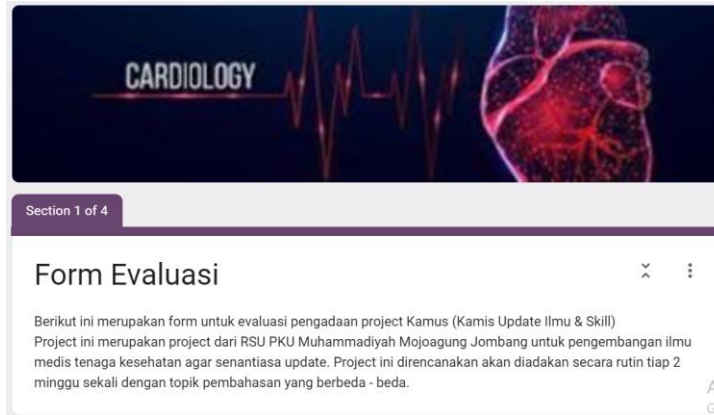 CARDIOLOGY
Section 1 of 4
Form Evaluasi
Berikut ini merupakan form untuk evaluasi pengadaan project Kamus (Kamis Update Ilmu & Skill)
Project ini merupakan project dari RSU PKU Muhammadiyah Mojoagung Jombang untuk pengembangan ilmu
medis tenaga kesehatan agar senantiasa update. Project ini direncanakan akan diadakan secara rutin tiap 2
minggu sekali dengan topik pembahasan yang berbeda - beda.